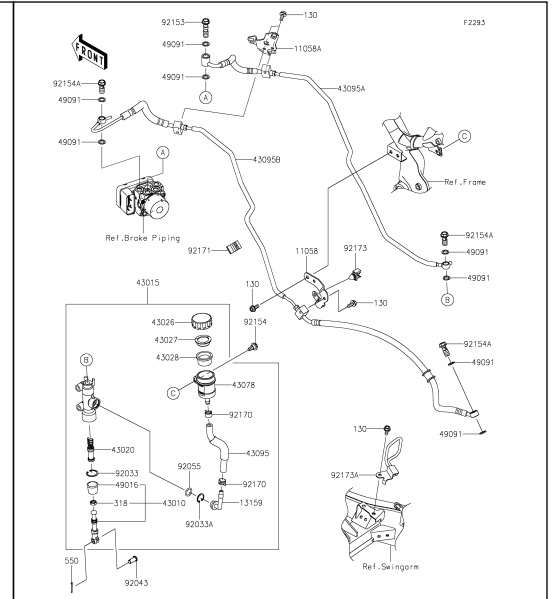 F2293
FRONT
92153
130
49091
11058A
49091
92154A
A
43095A
49091
49091
A
C
43095B
Ref.Frame
Ref.Brake Piping
92154A
92171
11058
92173
49091
43015
49091
130
B
43026
92154
130
43027
43028
92154A
B
C
43078
49091
92170
43020
43095
49091
130
92033
92055
92170
92173A
49016
318
43010
13159
92033A
550
92043
Ref.Swingarm